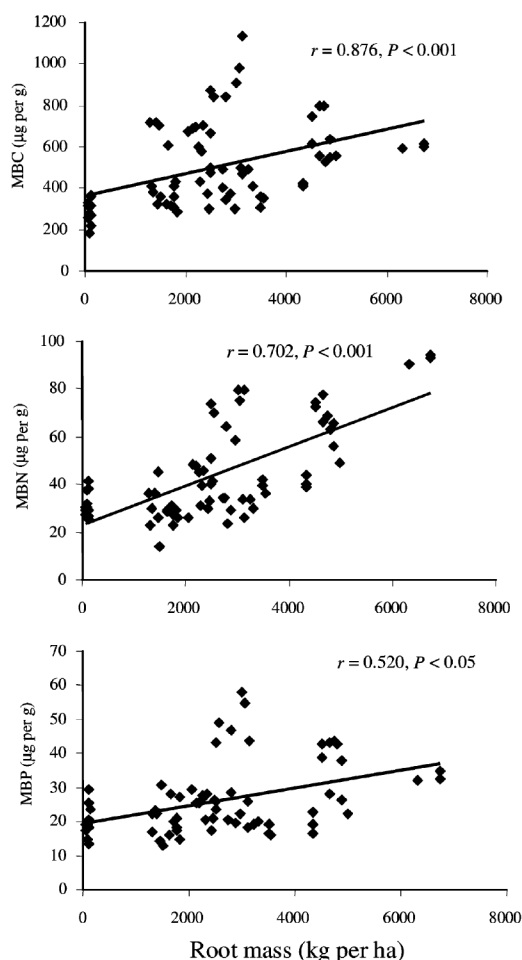 1200
r = 0.876, P < 0.001
1000
800
600
400
200
0
MBC (µg per g)
0 2000 4000 6000 8000
100
r = 0.702, P < 0.001
80
60
40
20
0
MBN (µg per g)
0 2000 4000 6000 8000
70
r = 0.520, P < 0.05
60
50
40
30
20
10
0
MBP (µg per g)
0 2000 4000 6000 8000
Root mass (kg per ha)